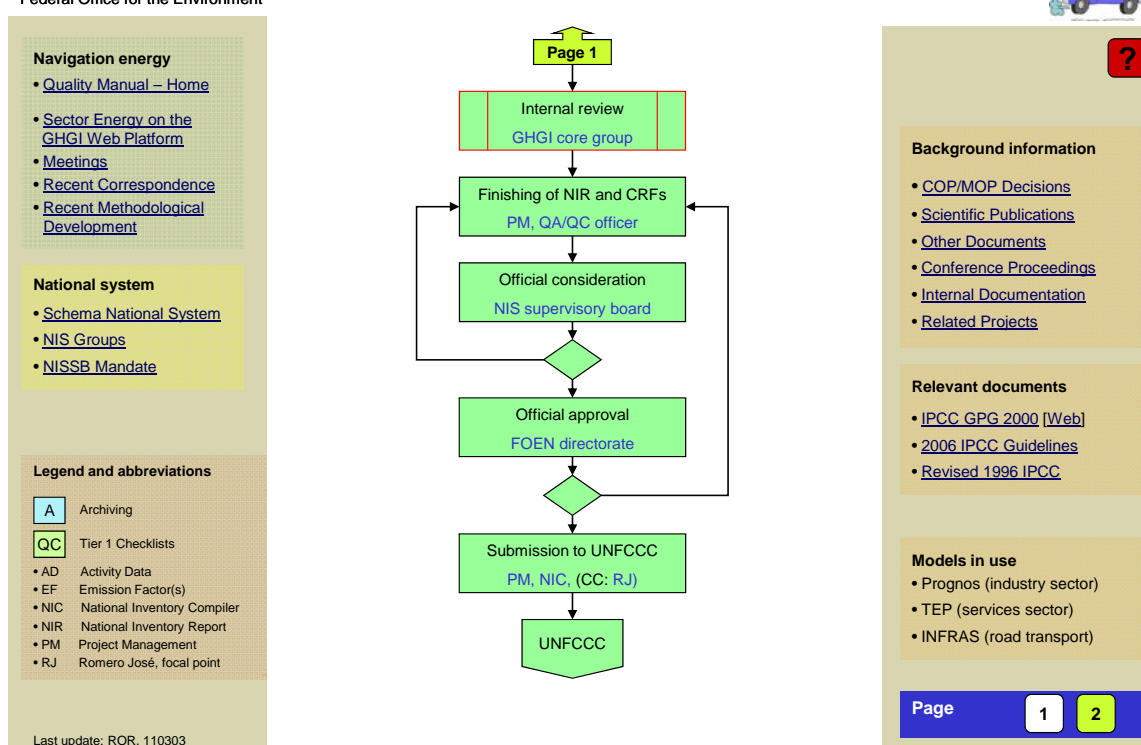 Federal Office for the Environment
Navigation energy
• Quality Manual – Home
• Sector Energy on the
GHGI Web Platform
• Meetings
• Recent Correspondence
• Recent Methodological
Development
National system
• Schema National System
• NIS Groups
• NISSB Mandate
Legend and abbreviations
A Archiving
QC Tier 1 Checklists
• AD Activity Data
• EF Emission Factor(s)
• NIC National Inventory Compiler
• NIR National Inventory Report
• PM Project Management
• RJ Romero José, focal point
Last update: ROR, 110303
Page 1
Internal review
GHGI core group
Finishing of NIR and CRFs
PM, QA/QC officer
Official consideration
NIS supervisory board
Official approval
FOEN directorate
Submission to UNFCCC
PM, NIC, (CC: RJ)
UNFCCC
?
Background information
• COP/MOP Decisions
• Scientific Publications
• Other Documents
• Conference Proceedings
• Internal Documentation
• Related Projects
Relevant documents
• IPCC GPG 2000 [Web]
• 2006 IPCC Guidelines
• Revised 1996 IPCC
Models in use
• Prognos (industry sector)
• TEP (services sector)
• INFRAS (road transport)
Page 1 2